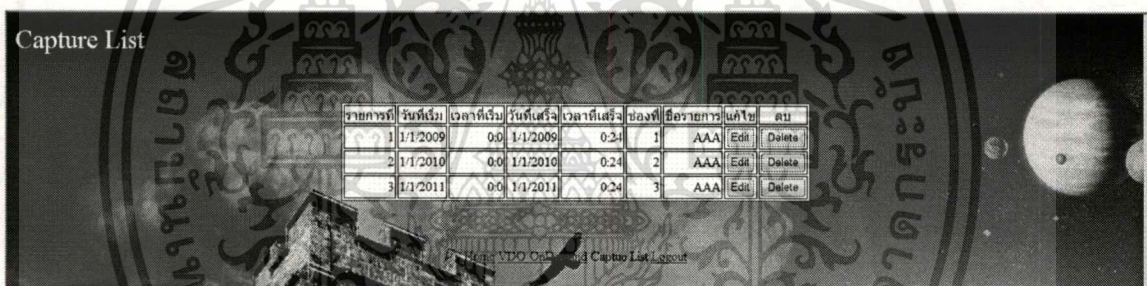 Capture List
รายการที่ วันที่เริ่ม เวลาที่เริ่ม วันที่เสร็จ เวลาที่เสร็จ ช่องที่ ชื่อรายการ แก้ไข ลบ
1 1/1/2009 0:0 1/1/2009 0:24 1 AAA Edit Delete
2 1/1/2010 0:0 1/1/2010 0:24 2 AAA Edit Delete
3 1/1/2011 0:0 1/1/2011 0:24 3 AAA Edit Delete
Home VDO Captue List Logout